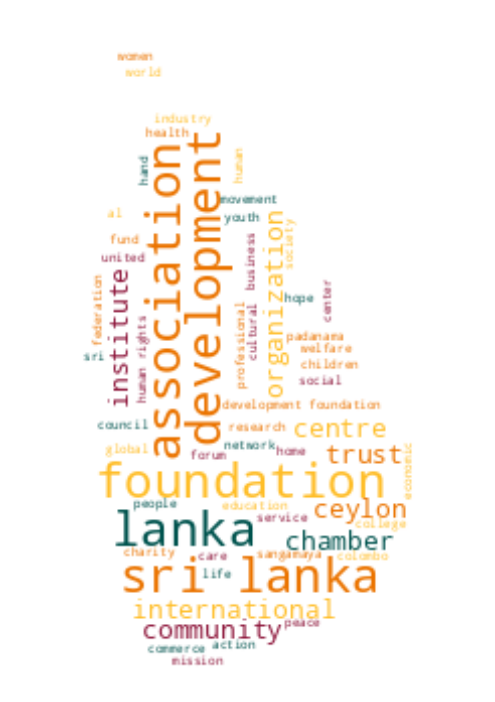 women
world
industry
health
hand
human
association
development
movement
al
youth
organization
society
fund
united
business
federation
institute
human rights
center
hope
professional
cultural
padanama
welfare
sri
children
social
development foundation
council
research
centre
network
global
forum
home
trust
economic
foundation
people
education
ceylon
lanka
service
college
chamber
charity
care
sangamaya
colombo
sri lanka
life
international
community
peace
commerce
action
mission